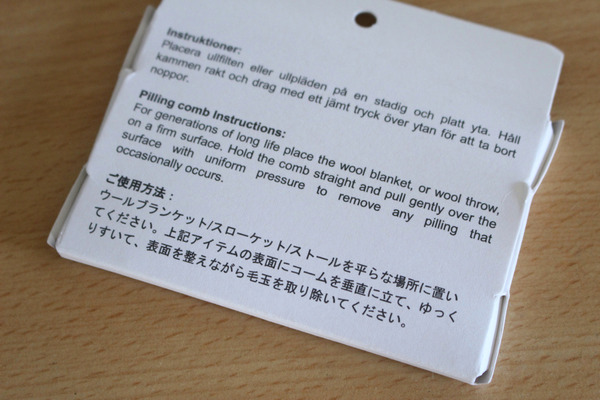 Instruktioner:
Placera ullfilten eller ullpläden på en stadig och platt yta. Håll
kammen rakt och drag med ett jämt tryck över ytan för att ta bort
noppor.
Pilling comb Instructions:
For generations of long life place the wool blanket, or wool throw,
on a firm surface. Hold the comb straight and pull gently over the
surface with uniform pressure to remove any pilling that
occasionally occurs.
ご使用方法：
ウールブランケット/スローケット/ストールを平らな場所に置い
てください。上記アイテムの表面にコームを垂直に立て、ゆっく
りすいて、表面を整えながら毛玉を取り除いてください。